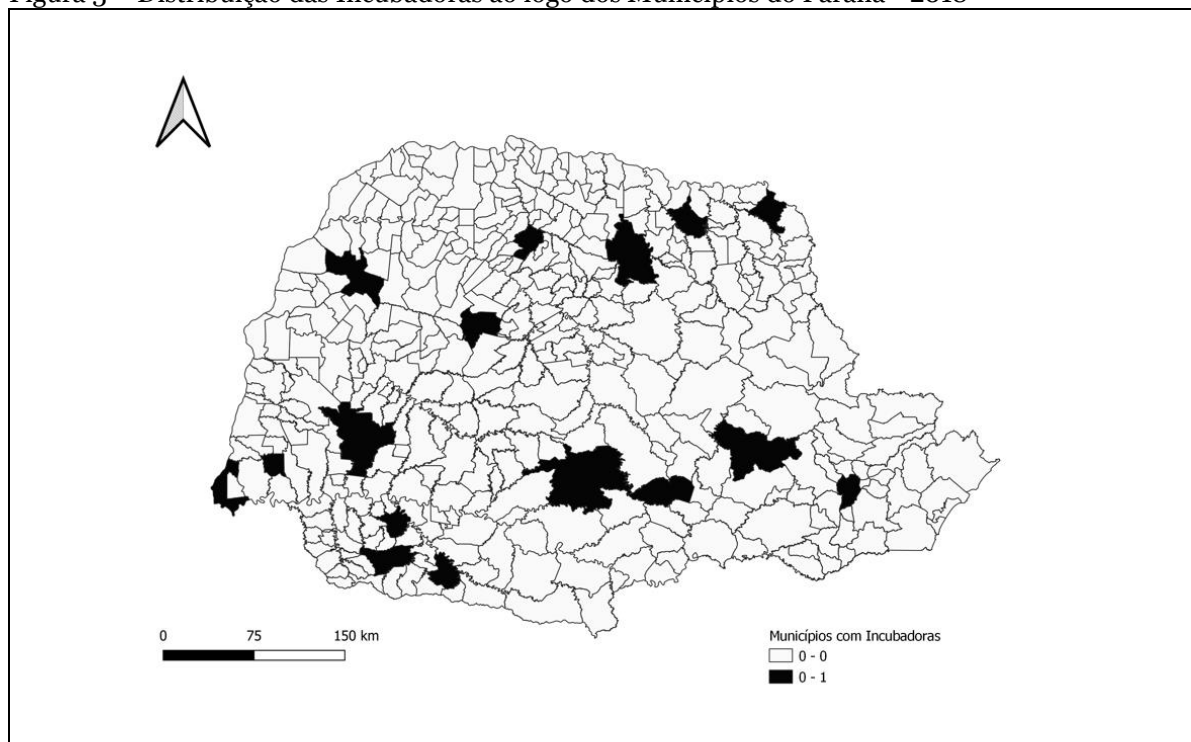 Figura 3 – Distribuição das Incubadoras ao logo dos Municípios do Paraná - 2018
0 75 150 km
Municípios com Incubadoras
0 - 0
0 - 1